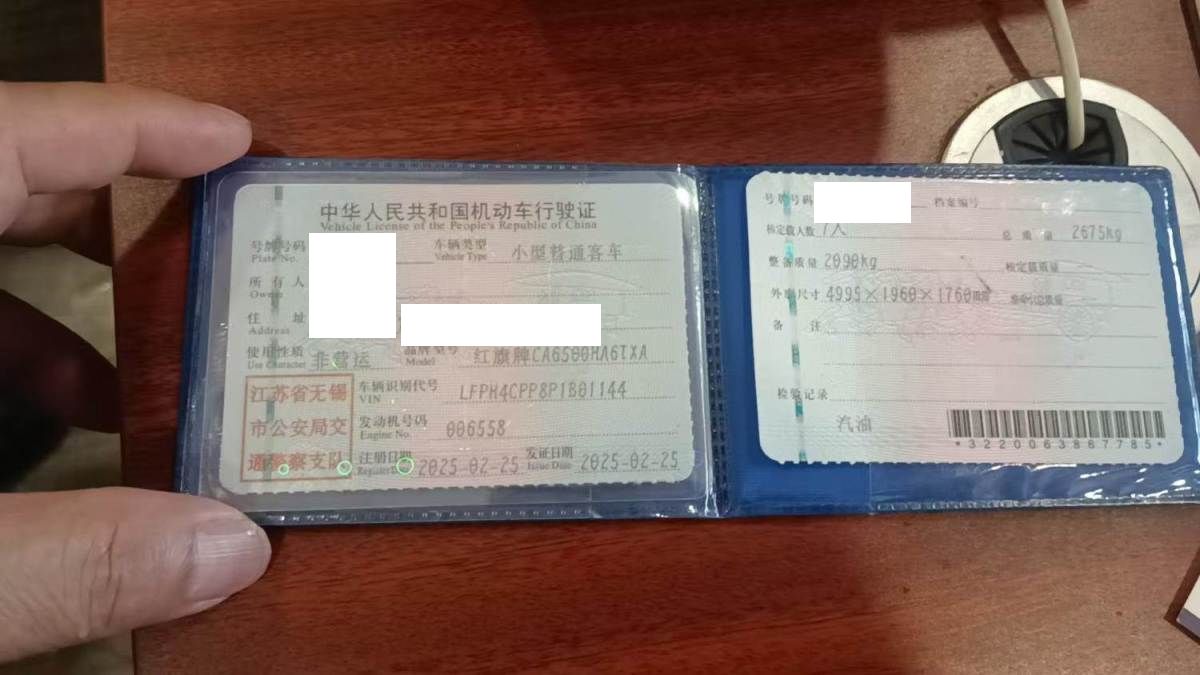 中华人民共和国机动车行驶证
Vehicle License of the People's Republic of China
号牌号码 Plate No.
车辆类型 Vehicle Type 小型普通客车
所有人 Owner
住址 Address
使用性质 Use Character 非营运
品牌型号 Model 红旗牌CA6500HA6TXA
江苏省无锡
市公安局交
通警察支队
车辆识别代号 VIN LFPH4CPP8P1B01144
发动机号码 Engine No. 006558
注册日期 Register Date 2025-02-25
发证日期 Issue Date 2025-02-25
号牌号码
档案编号
核定载人数 7人
总质量 2675kg
整备质量 2090kg
核定载质量
外廓尺寸 4995×1960×1760mm
准牵引总质量
备注
检验记录
汽油
*3220063867785*